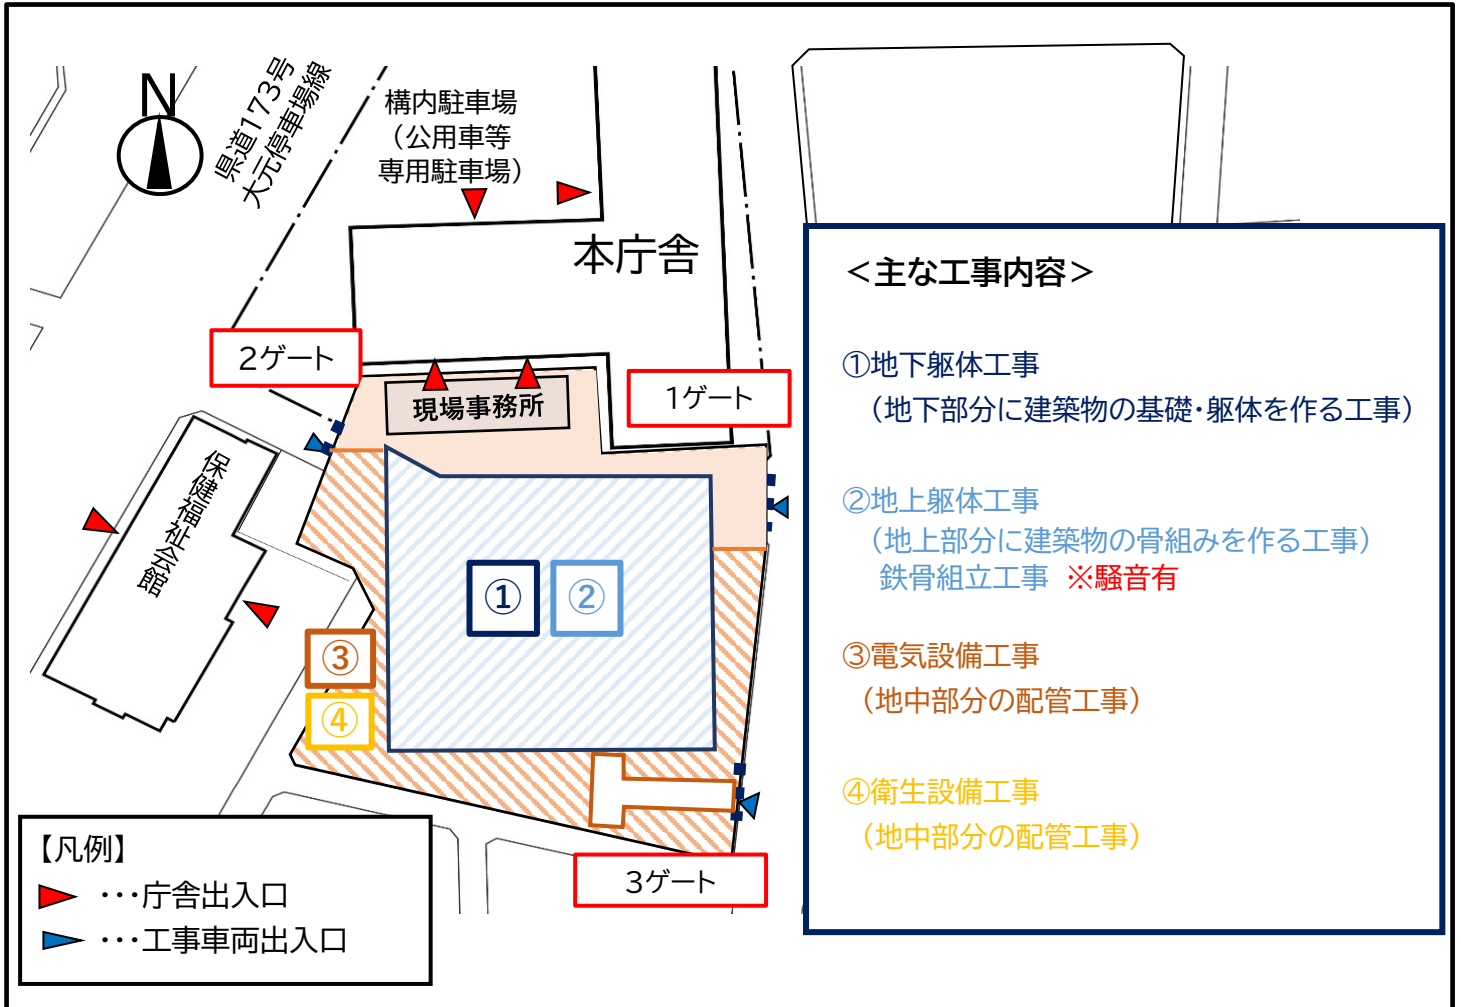 N
県道173号
大元停車場線
構内駐車場
（公用車等
専用駐車場）
本庁舎
2ゲート
1ゲート
現場事務所
保健福祉会館
①
②
③
④
3ゲート
【凡例】
・・・庁舎出入口
・・・工事車両出入口
＜主な工事内容＞
①地下躯体工事
（地下部分に建築物の基礎・躯体を作る工事）
②地上躯体工事
（地上部分に建築物の骨組みを作る工事）
鉄骨組立工事 ※騒音有
③電気設備工事
（地中部分の配管工事）
④衛生設備工事
（地中部分の配管工事）